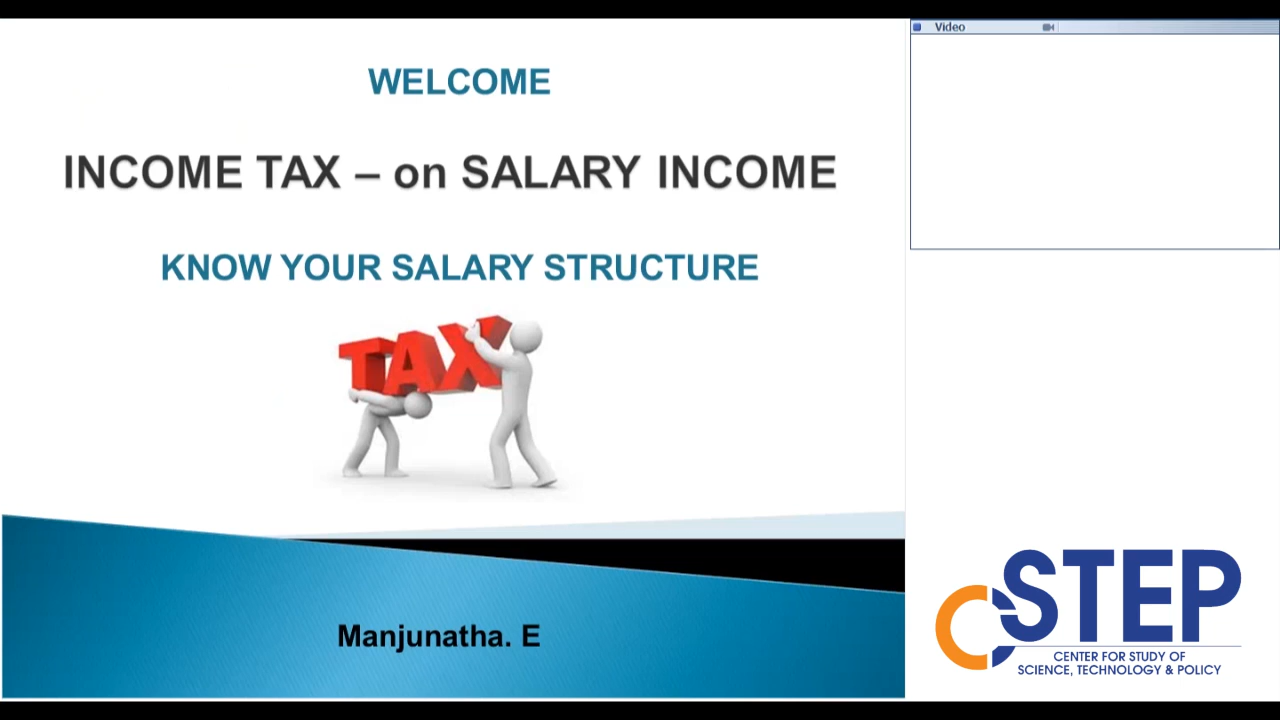 WELCOME
INCOME TAX – on SALARY INCOME
KNOW YOUR SALARY STRUCTURE
TAX
Manjunatha. E
Video
CSTEP
CENTER FOR STUDY OF
SCIENCE, TECHNOLOGY & POLICY